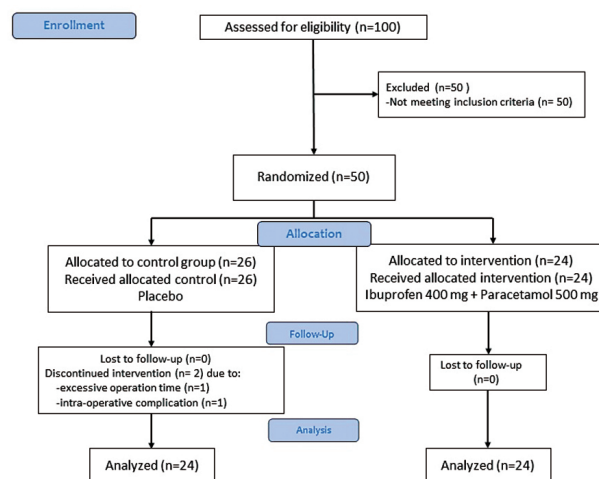 Enrollment
Assessed for eligibility (n=100)
Excluded (n=50 )
-Not meeting inclusion criteria (n= 50)
Randomized (n=50)
Allocation
Allocated to control group (n=26)
Received allocated control (n=26)
Placebo
Allocated to intervention (n=24)
Received allocated intervention (n=24)
Ibuprofen 400 mg + Paracetamol 500 mg
Follow-Up
Lost to follow-up (n=0)
Discontinued intervention (n= 2) due to:
-excessive operation time (n=1)
-intra-operative complication (n=1)
Lost to follow-up
(n=0)
Analysis
Analyzed (n=24)
Analyzed (n=24)